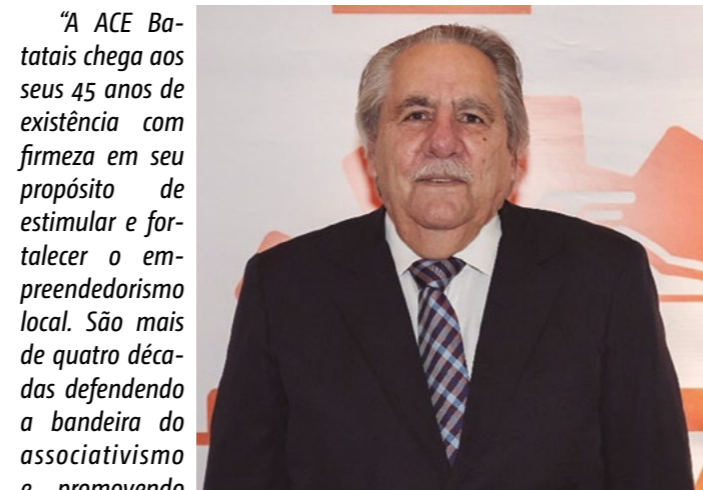 “A ACE Ba-
tatais chega aos
seus 45 anos de
existência com
firmeza em seu
propósito de
estimular e for-
talecer o em-
preendedorismo
local. São mais
de quatro déca-
das defendendo
a bandeira do
associativismo
e promovendo